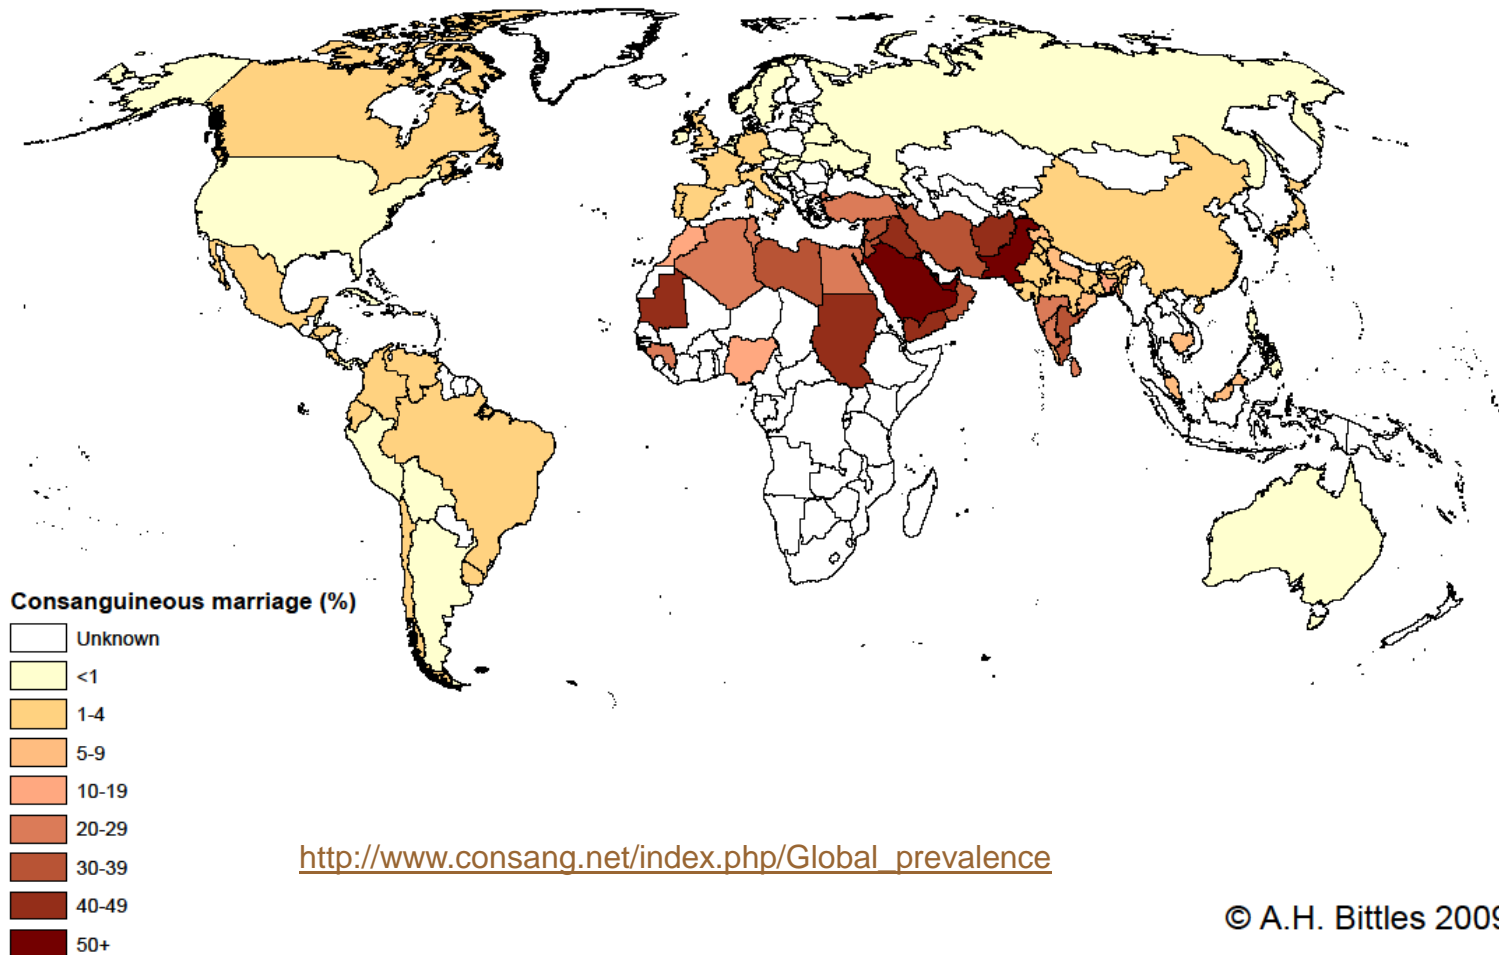 Consanguineous marriage (%)
Unknown
<1
1-4
5-9
10-19
20-29
30-39
40-49
50+
http://www.consang.net/index.php/Global_prevalence
© A.H. Bittles 2009